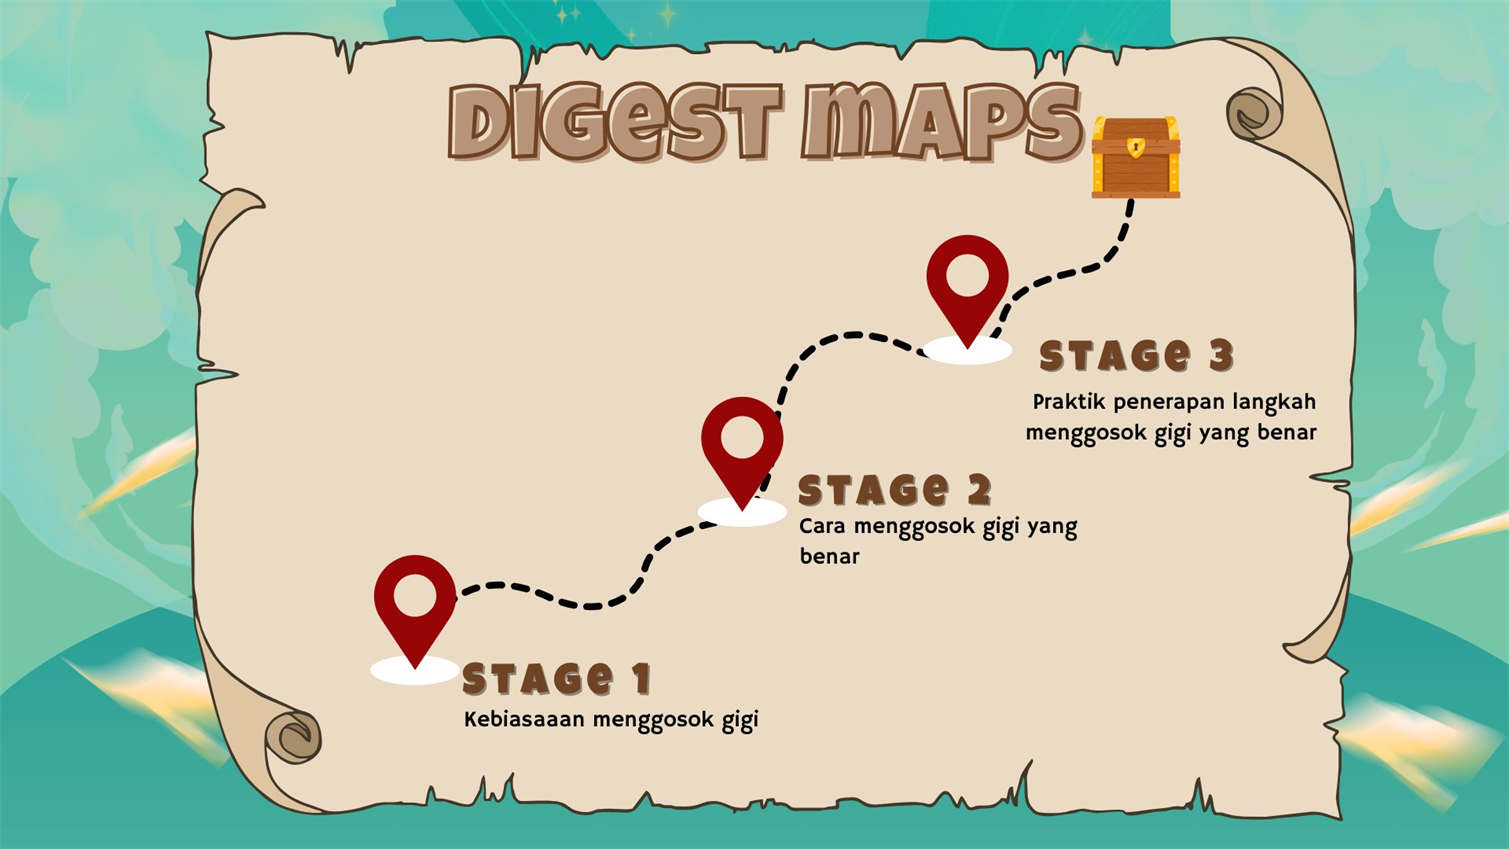 DIGEST MAPS
STAGE 3
Praktik penerapan langkah
menggosok gigi yang benar
STAGE 2
Cara menggosok gigi yang
benar
STAGE 1
Kebiasaaan menggosok gigi